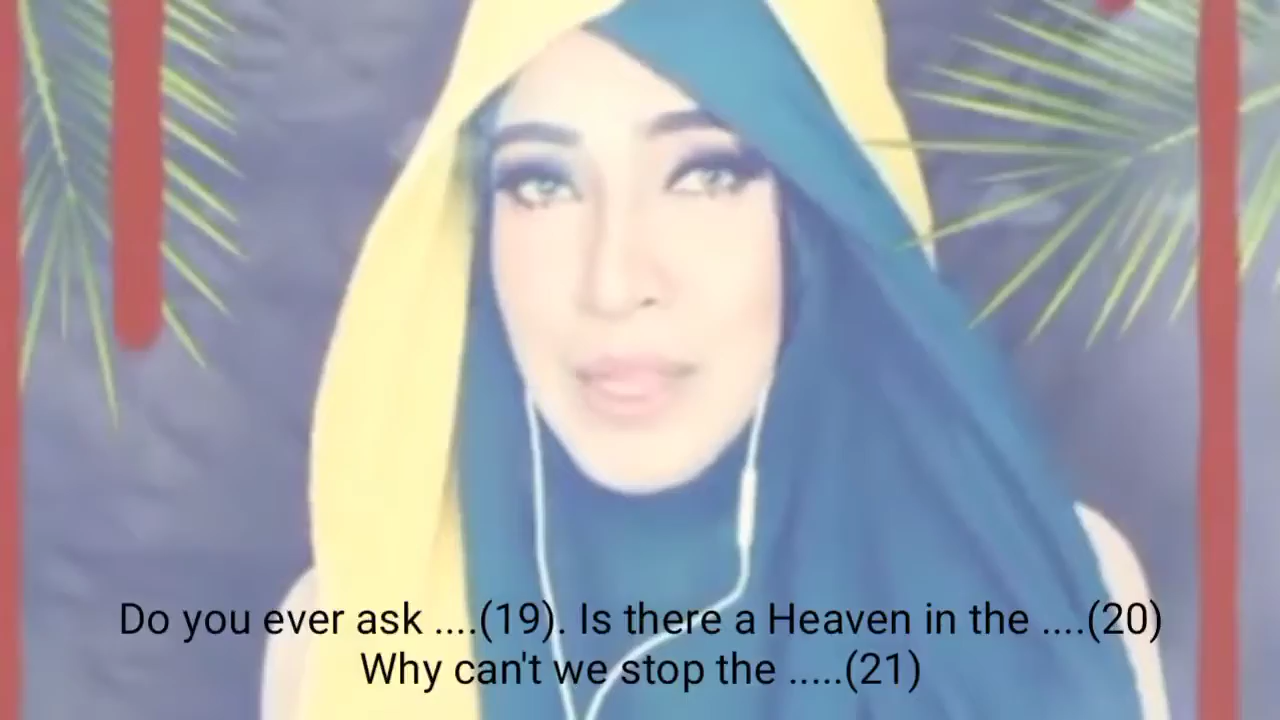 Do you ever ask ....(19). Is there a Heaven in the ....(20)
Why can't we stop the .....(21)